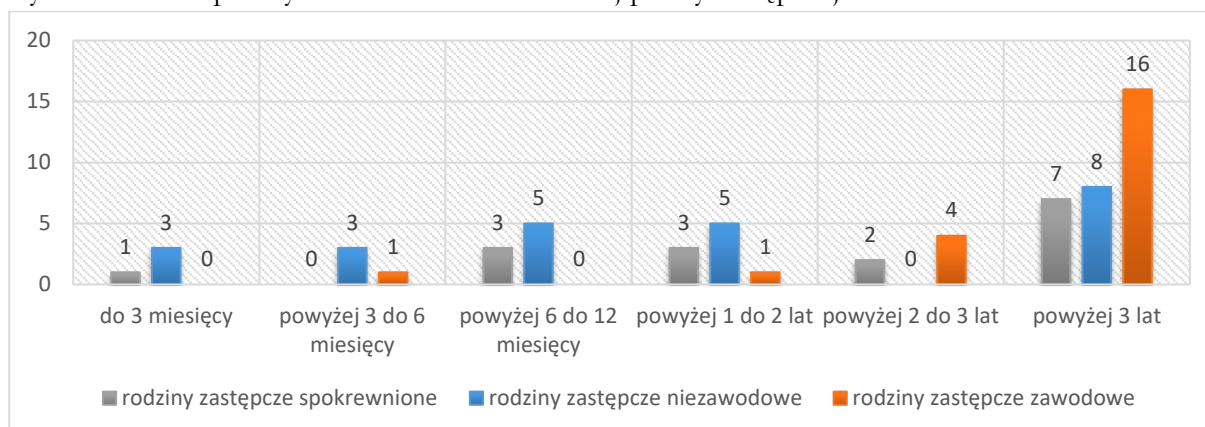 20
15
10
5
0
1 3 0
0 3 1
3 5 0
3 5 1
2 0 4
7 8 16
do 3 miesięcy
powyżej 3 do 6
miesięcy
powyżej 6 do 12
miesięcy
powyżej 1 do 2 lat
powyżej 2 do 3 lat
powyżej 3 lat
rodziny zastępcze spokrewnione rodziny zastępcze niezawodowe rodziny zastępcze zawodowe